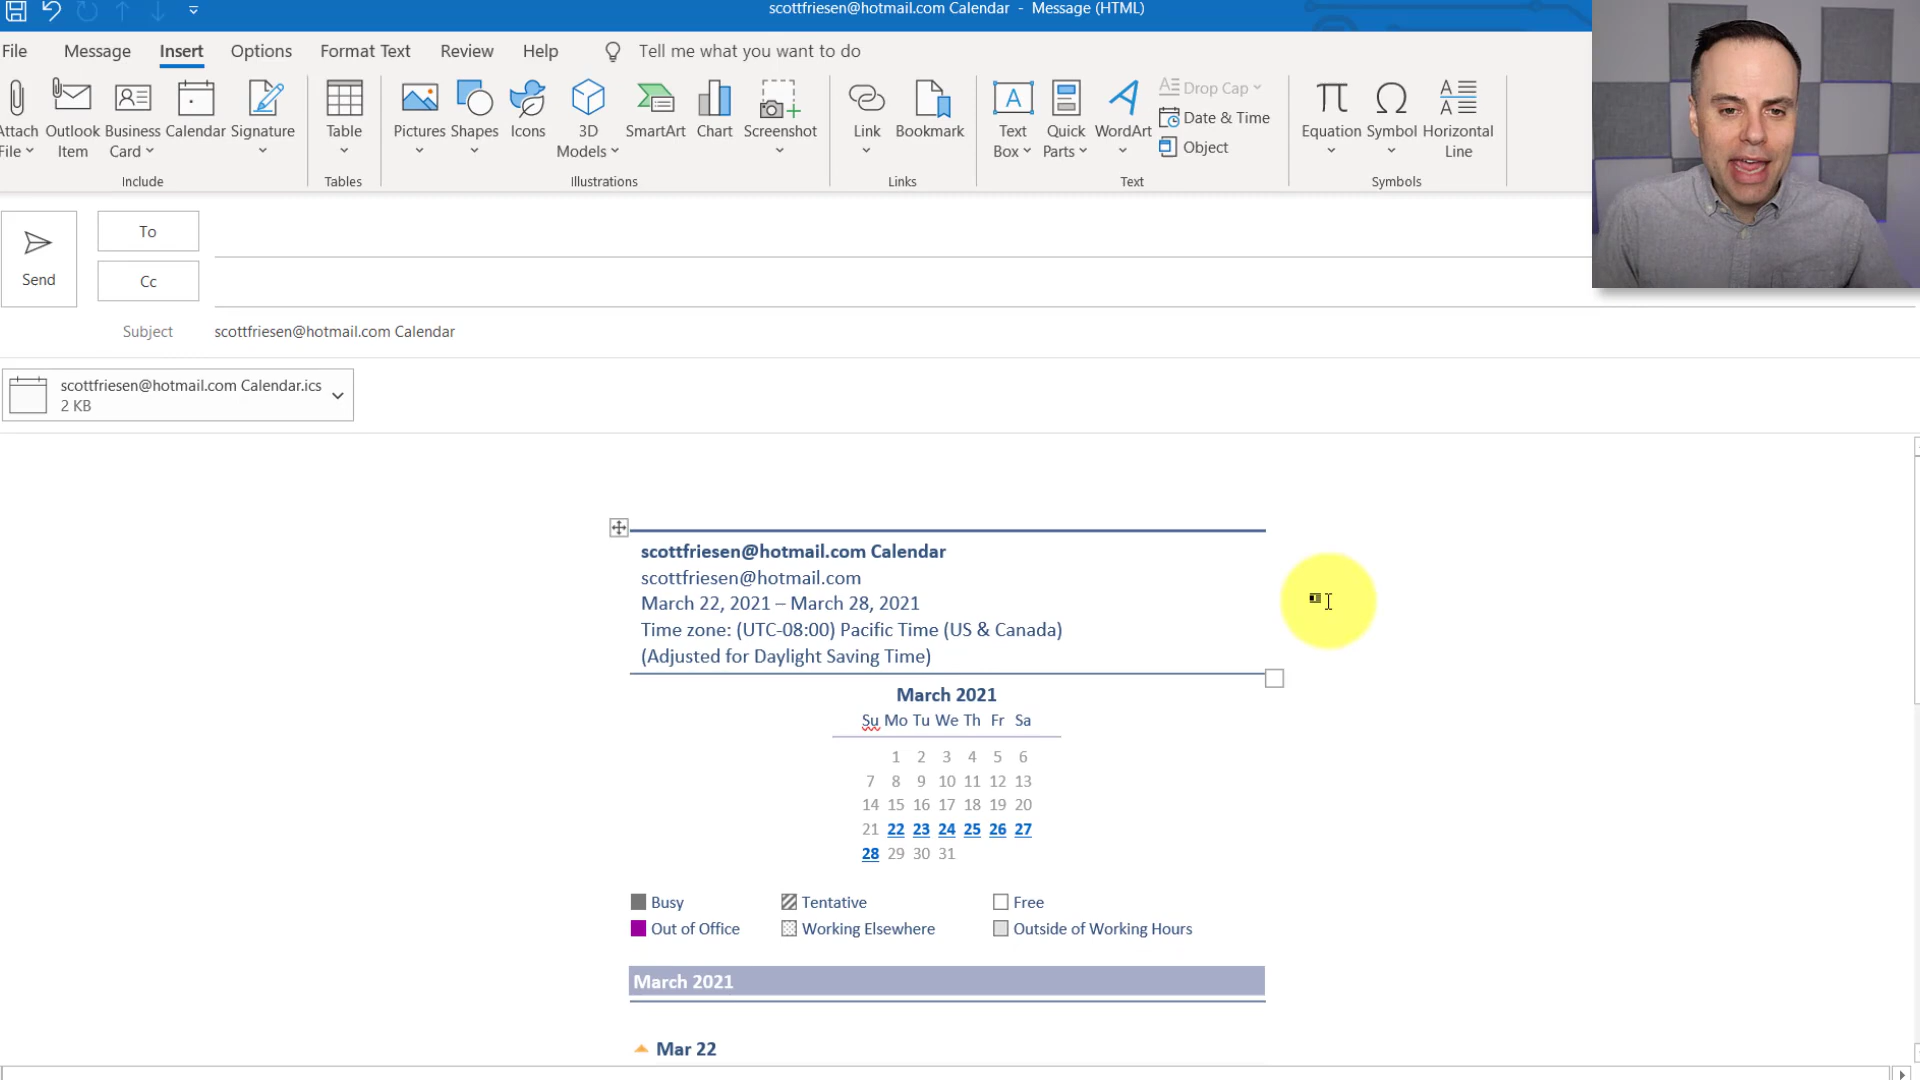 scottfriesen@hotmail.com Calendar - Message (HTML)
File Message Insert Options Format Text Review Help Tell me what you want to do
Attach File
Outlook Item
Business Card
Calendar
Signature
Table
Pictures
Shapes
Icons
3D Models
SmartArt
Chart
Screenshot
Link
Bookmark
Text Box
Quick Parts
WordArt
Drop Cap
Date & Time
Object
Equation
Symbol
Horizontal Line
Include Tables Illustrations Links Text Symbols
Send
To
Cc
Subject scottfriesen@hotmail.com Calendar
scottfriesen@hotmail.com Calendar.ics
2 KB
scottfriesen@hotmail.com Calendar
scottfriesen@hotmail.com
March 22, 2021 – March 28, 2021
Time zone: (UTC-08:00) Pacific Time (US & Canada)
(Adjusted for Daylight Saving Time)
March 2021
Su Mo Tu We Th Fr Sa
1 2 3 4 5 6
7 8 9 10 11 12 13
14 15 16 17 18 19 20
21 22 23 24 25 26 27
28 29 30 31
Busy Tentative Free
Out of Office Working Elsewhere Outside of Working Hours
March 2021
Mar 22